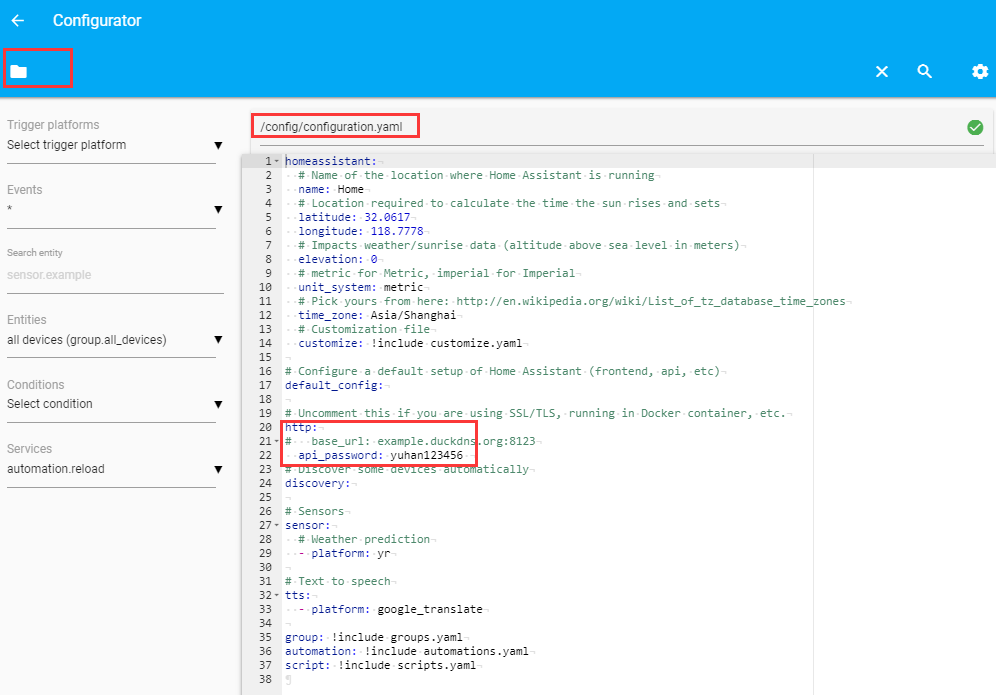 Configurator
Trigger platforms
Select trigger platform
Events
*
Search entity
sensor.example
Entities
all devices (group.all_devices)
Conditions
Select condition
Services
automation.reload
/config/configuration.yaml
1 homeassistant:
2 # Name of the location where Home Assistant is running
3 name: Home
4 # Location required to calculate the time the sun rises and sets
5 latitude: 32.0617
6 longitude: 118.7778
7 # Impacts weather/sunrise data (altitude above sea level in meters)
8 elevation: 0
9 # metric for Metric, imperial for Imperial
10 unit_system: metric
11 # Pick yours from here: http://en.wikipedia.org/wiki/List_of_tz_database_time_zones
12 time_zone: Asia/Shanghai
13 # Customization file
14 customize: !include customize.yaml
15
16 # Configure a default setup of Home Assistant (frontend, api, etc)
17 default_config:
18
19 # Uncomment this if you are using SSL/TLS, running in Docker container, etc.
20 http:
21 # base_url: example.duckdns.org:8123
22 api_password: yuhan123456
23 # Discover some devices automatically
24 discovery:
25
26 # Sensors
27 sensor:
28 # Weather prediction
29 - platform: yr
30
31 # Text to speech
32 tts:
33 - platform: google_translate
34
35 group: !include groups.yaml
36 automation: !include automations.yaml
37 script: !include scripts.yaml
38